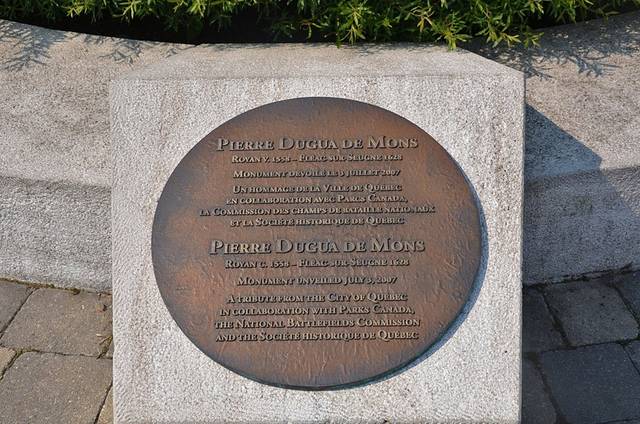 Pierre Dugua de Mons
Royan v. 1558 – Fléac-sur-Seugne 1628
Monument dévoilé le 3 juillet 2007
Un hommage de la Ville de Québec
en collaboration avec Parcs Canada,
la Commission des champs de bataille nationaux
et la Société historique de Québec
Pierre Dugua de Mons
Royan c. 1558 – Fléac-sur-Seugne 1628
Monument unveiled July 3, 2007
A tribute from the City of Québec
in collaboration with Parks Canada,
the National Battlefields Commission
and the Société historique de Québec